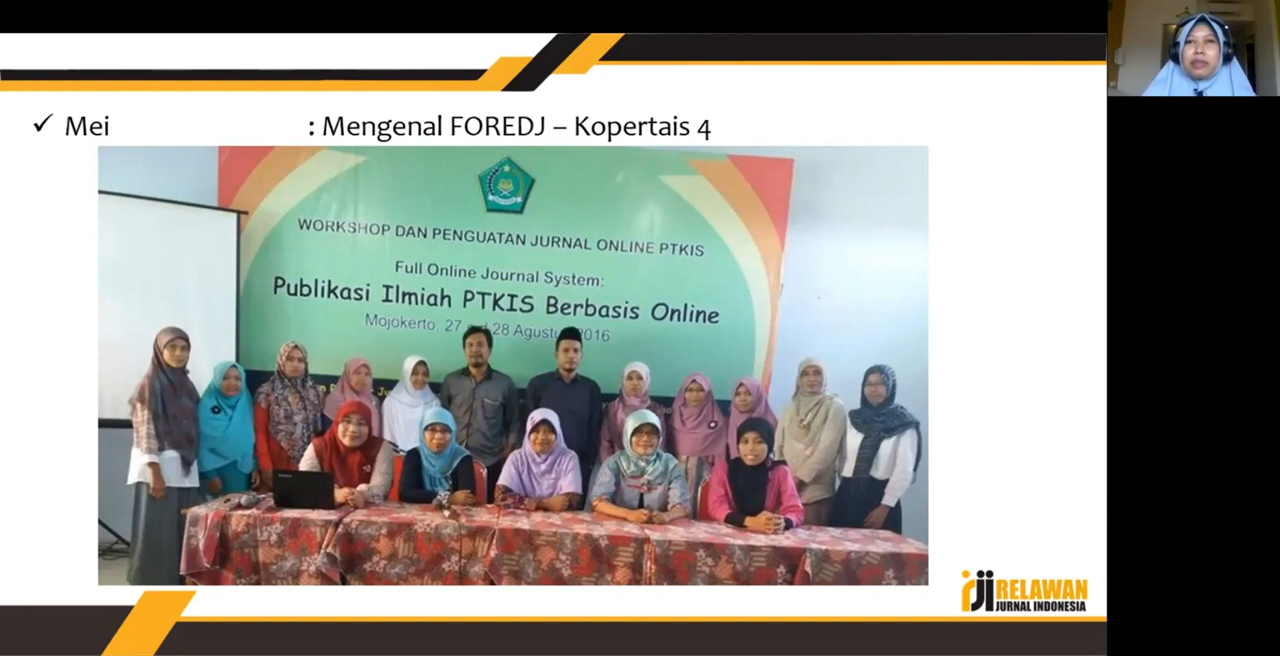 ✓ Mei : Mengenal FOREDJ – Kopertais 4
WORKSHOP DAN PENGUATAN JURNAL ONLINE PTKIS
Full Online Journal System:
Publikasi Ilmiah PTKIS Berbasis Online
Mojokerto, 27 28 Agustus 2016
rji RELAWAN
JURNAL INDONESIA